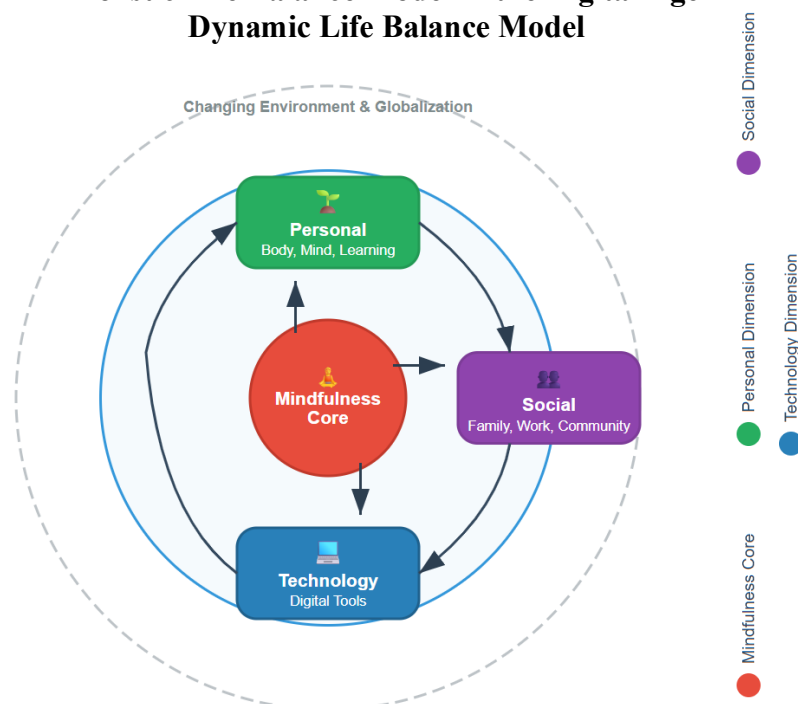 Dynamic Life Balance Model
Changing Environment & Globalization
Personal
Body, Mind, Learning
Mindfulness
Core
Social
Family, Work, Community
Technology
Digital Tools
Social Dimension
Personal Dimension
Technology Dimension
Mindfulness Core